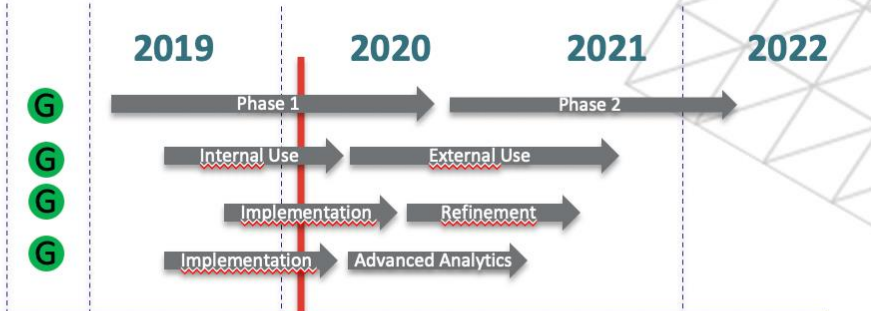 2019 2020 2021 2022
G Phase 1 Phase 2
G Internal Use External Use
G Implementation Refinement
G Implementation Advanced Analytics